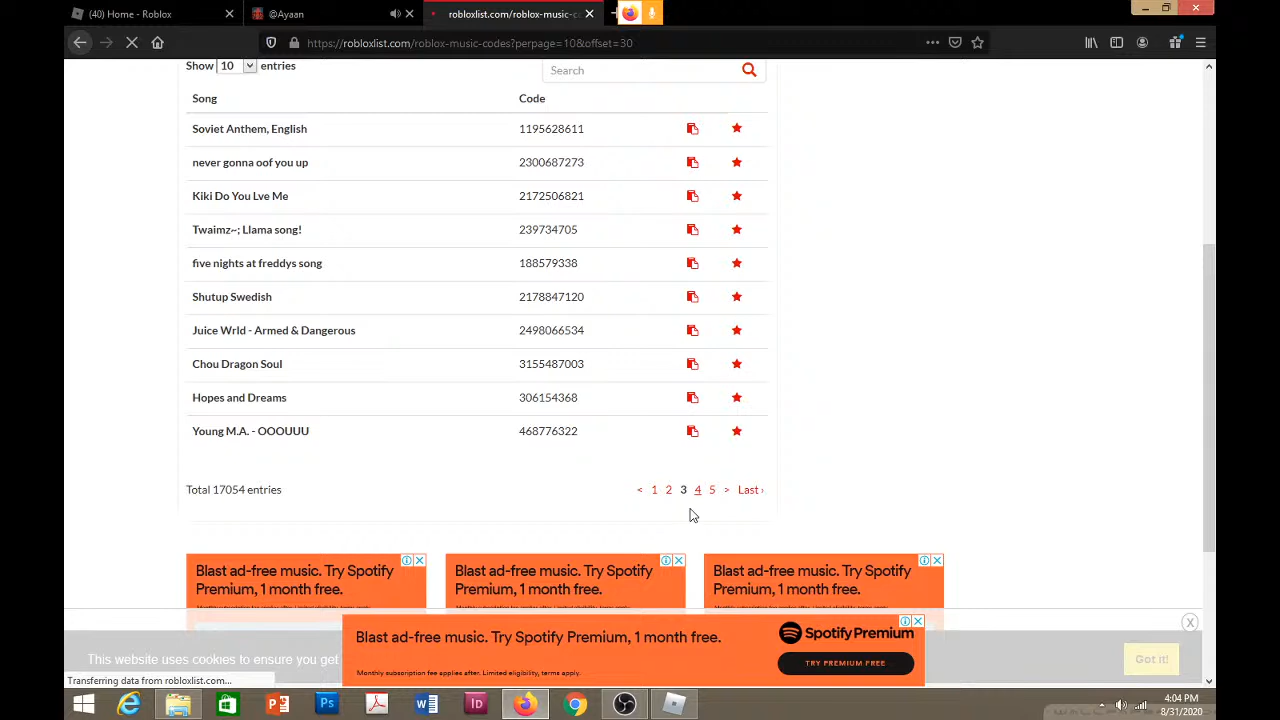 (40) Home - Roblox
@Ayaan
robloxlist.com/roblox-music-c
https://robloxlist.com/roblox-music-codes?perpage=10&offset=30
Show 10 entries
Search
Song Code
Soviet Anthem, English 1195628611
never gonna oof you up 2300687273
Kiki Do You Lve Me 2172506821
Twaimz~; Llama song! 239734705
five nights at freddys song 188579338
Shutup Swedish 2178847120
Juice Wrld - Armed & Dangerous 2498066534
Chou Dragon Soul 3155487003
Hopes and Dreams 306154368
Young M.A. - OOOUUU 468776322
Total 17054 entries
< 1 2 3 4 5 > Last ›
Blast ad-free music. Try Spotify
Premium, 1 month free.
Blast ad-free music. Try Spotify
Premium, 1 month free.
Blast ad-free music. Try Spotify
Premium, 1 month free.
Blast ad-free music. Try Spotify Premium, 1 month free.
Monthly subscription fee applies after. Limited eligibility, terms apply.
Spotify Premium
TRY PREMIUM FREE
X
This website uses cookies to ensure you get
Got it!
Transferring data from robloxlist.com...
4:04 PM
8/31/2020